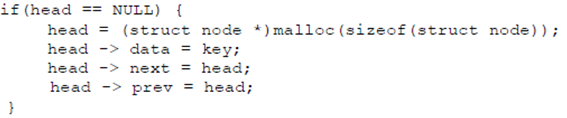 if(head == NULL) {
head = (struct node *)malloc(sizeof(struct node));
head -> data = key;
head -> next = head;
head -> prev = head;
}